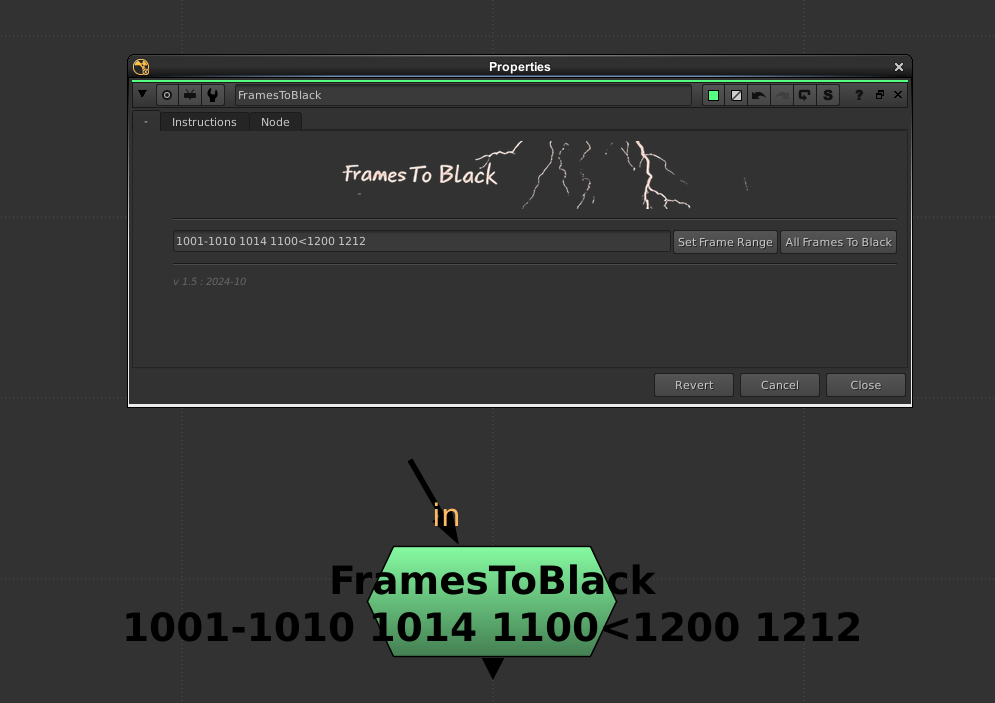 Properties
FramesToBlack
S ?
- Instructions Node
Frames To Black
1001-1010 1014 1100<1200 1212 Set Frame Range All Frames To Black
v 1.5 : 2024-10
Revert Cancel Close
in
FramesToBlack
1001-1010 1014 1100<1200 1212